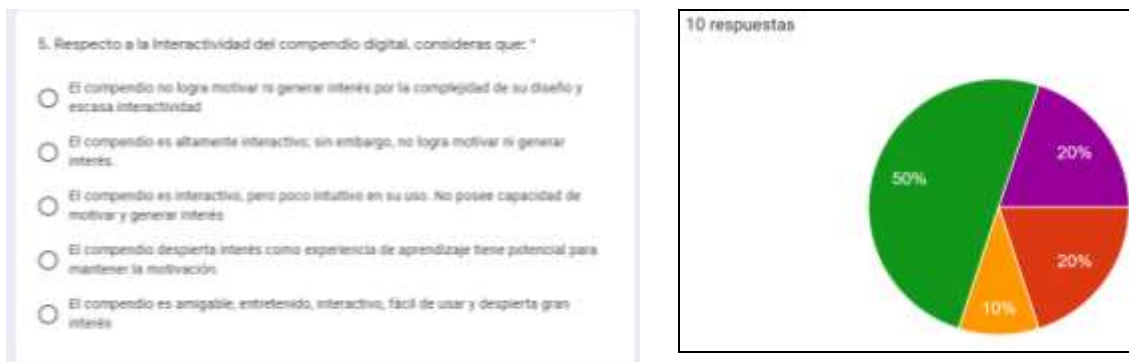 5. Respecto a la Interactividad del compendio digital, consideras que: *
El compendio no logra motivar ni generar interés por la complejidad de su diseño y
escasa interactividad
El compendio es altamente interactivo; sin embargo, no logra motivar ni generar
interés.
El compendio es interactivo, pero poco intuitivo en su uso. No posee capacidad de
motivar y generar interés
El compendio despierta interés como experiencia de aprendizaje tiene potencial para
mantener la motivación
El compendio es amigable, entretenido, interactivo, fácil de usar y despierta gran
interés
10 respuestas
20%
50%
20%
10%